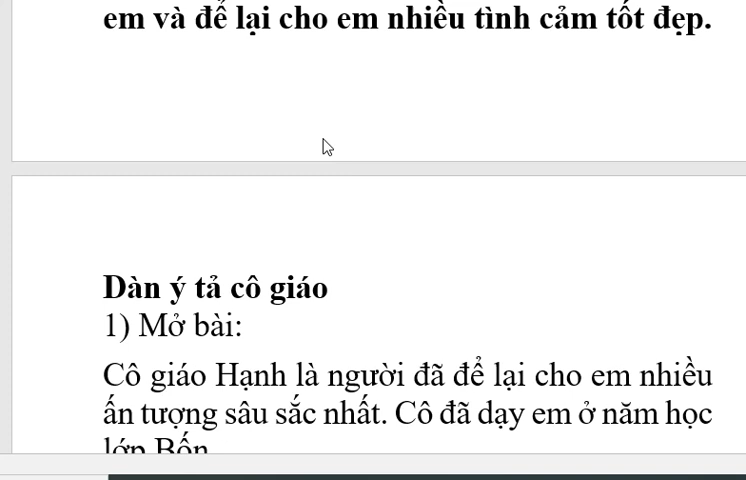 em và để lại cho em nhiều tình cảm tốt đẹp.
Dàn ý tả cô giáo
1) Mở bài:
Cô giáo Hạnh là người đã để lại cho em nhiều
ấn tượng sâu sắc nhất. Cô đã dạy em ở năm học
lớp Bốn